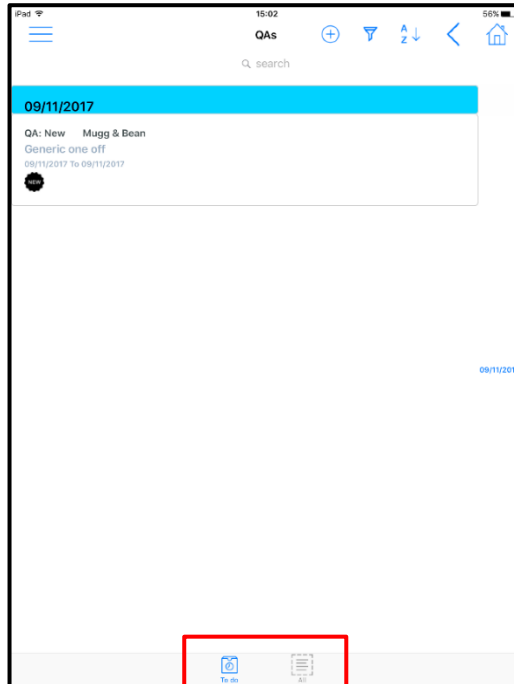 iPad 15:02 56%
QAs A Z
search
09/11/2017
QA: New Mugg & Bean
Generic one off
09/11/2017 To 09/11/2017
NEW
09/11/201
To do All